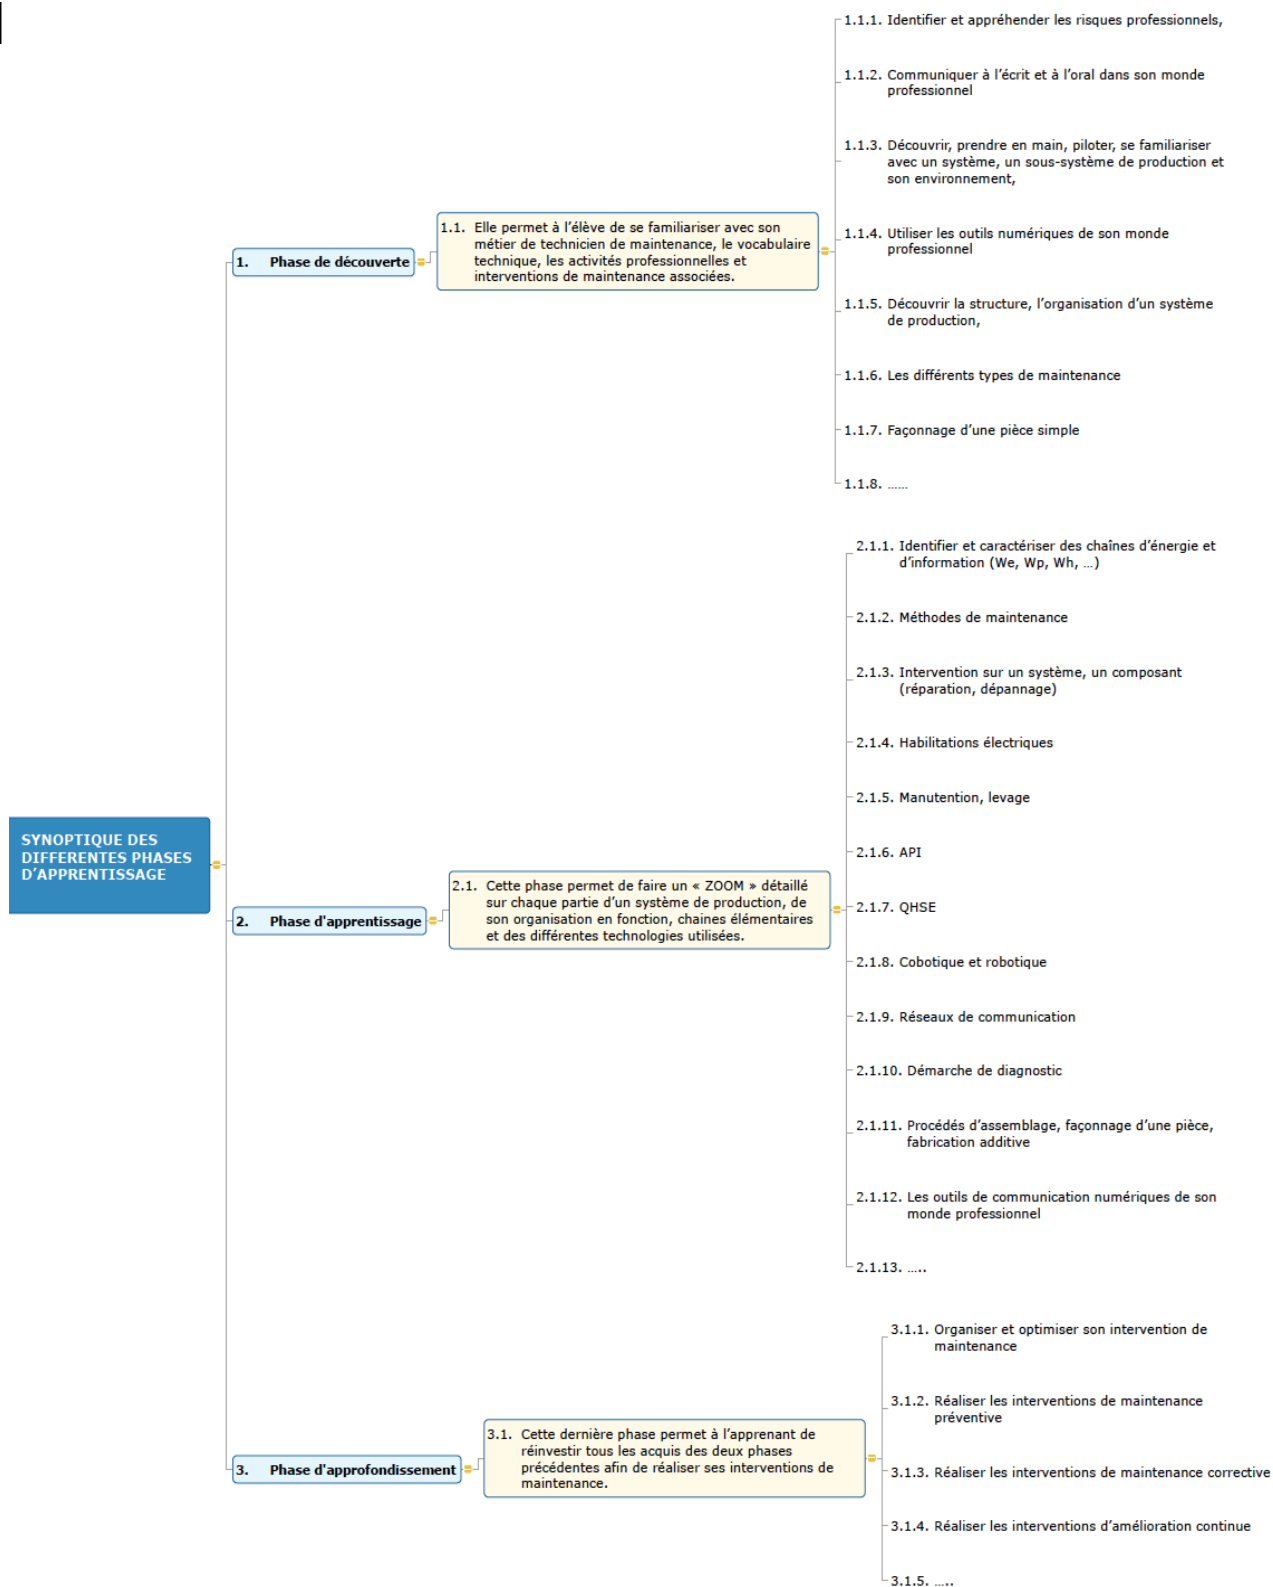 SYNOPTIQUE DES
DIFFERENTES PHASES
D’APPRENTISSAGE
1. Phase de découverte
1.1. Elle permet à l’élève de se familiariser avec son
métier de technicien de maintenance, le vocabulaire
technique, les activités professionnelles et
interventions de maintenance associées.
1.1.1. Identifier et appréhender les risques professionnels,
1.1.2. Communiquer à l’écrit et à l’oral dans son monde
professionnel
1.1.3. Découvrir, prendre en main, piloter, se familiariser
avec un système, un sous-système de production et
son environnement,
1.1.4. Utiliser les outils numériques de son monde
professionnel
1.1.5. Découvrir la structure, l’organisation d’un système
de production,
1.1.6. Les différents types de maintenance
1.1.7. Façonnage d’une pièce simple
1.1.8. ......
2. Phase d'apprentissage
2.1. Cette phase permet de faire un « ZOOM » détaillé
sur chaque partie d’un système de production, de
son organisation en fonction, chaines élémentaires
et des différentes technologies utilisées.
2.1.1. Identifier et caractériser des chaînes d’énergie et
d’information (We, Wp, Wh, ...)
2.1.2. Méthodes de maintenance
2.1.3. Intervention sur un système, un composant
(réparation, dépannage)
2.1.4. Habilitations électriques
2.1.5. Manutention, levage
2.1.6. API
2.1.7. QHSE
2.1.8. Cobotique et robotique
2.1.9. Réseaux de communication
2.1.10. Démarche de diagnostic
2.1.11. Procédés d’assemblage, façonnage d’une pièce,
fabrication additive
2.1.12. Les outils de communication numériques de son
monde professionnel
2.1.13. .....
3. Phase d'approfondissement
3.1. Cette dernière phase permet à l’apprenant de
réinvestir tous les acquis des deux phases
précédentes afin de réaliser ses interventions de
maintenance.
3.1.1. Organiser et optimiser son intervention de
maintenance
3.1.2. Réaliser les interventions de maintenance
préventive
3.1.3. Réaliser les interventions de maintenance corrective
3.1.4. Réaliser les interventions d’amélioration continue
3.1.5. .....